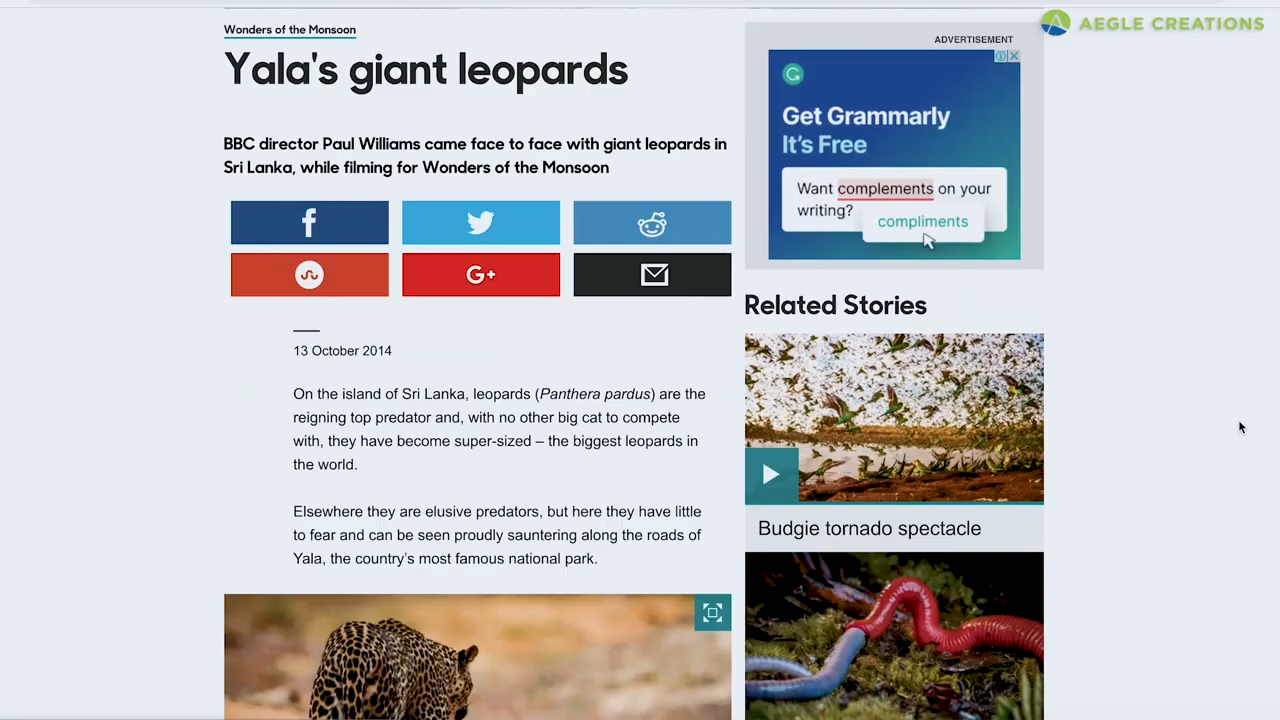 AEGLE CREATIONS
Wonders of the Monsoon
Yala's giant leopards
BBC director Paul Williams came face to face with giant leopards in
Sri Lanka, while filming for Wonders of the Monsoon
f
G+
13 October 2014
On the island of Sri Lanka, leopards (Panthera pardus) are the
reigning top predator and, with no other big cat to compete
with, they have become super-sized – the biggest leopards in
the world.
Elsewhere they are elusive predators, but here they have little
to fear and can be seen proudly sauntering along the roads of
Yala, the country’s most famous national park.
ADVERTISEMENT
Get Grammarly
It’s Free
Want complements on your
writing?
compliments
Related Stories
Budgie tornado spectacle